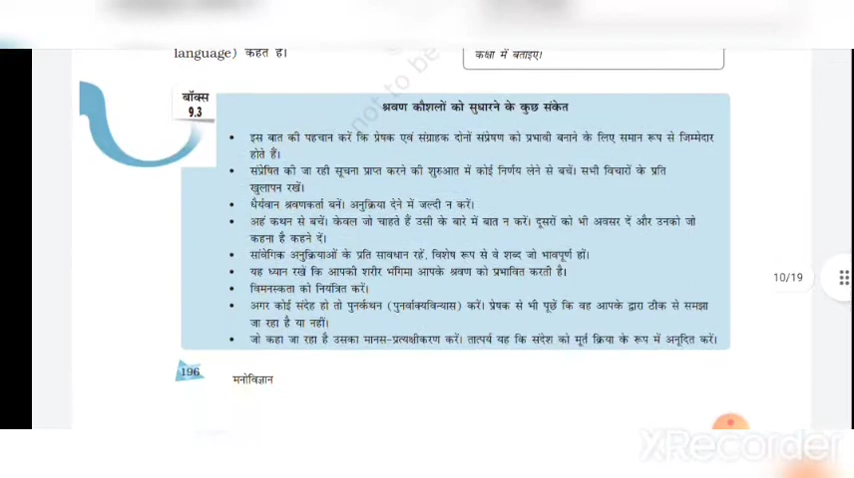 language) कहते हैं।
कक्षा में बताइए!
not to be
बॉक्स
9.3
श्रवण कौशलों को सुधारने के कुछ संकेत
• इस बात की पहचान करें कि प्रेषक एवं संग्राहक दोनों संप्रेषण को प्रभावी बनाने के लिए समान रूप से जिम्मेदार
होते हैं।
• संप्रेषित की जा रही सूचना प्राप्त करने की शुरुआत में कोई निर्णय लेने से बचें। सभी विचारों के प्रति
खुलापन रखें।
• धैर्यवान श्रवणकर्ता बनें। अनुक्रिया देने में जल्दी न करें।
• अहं कथन से बचें। केवल जो चाहते हैं उसी के बारे में बात न करें। दूसरों को भी अवसर दें और उनको जो
कहना है कहने दें।
• सांवेगिक अनुक्रियाओं के प्रति सावधान रहें, विशेष रूप से वे शब्द जो भावपूर्ण हों।
• यह ध्यान रखें कि आपकी शरीर भंगिमा आपके श्रवण को प्रभावित करती है।
• विमनस्कता को नियंत्रित करें।
• अगर कोई संदेह हो तो पुनर्कथन (पुनर्वाक्यविन्यास) करें। प्रेषक से भी पूछें कि वह आपके द्वारा ठीक से समझा
जा रहा है या नहीं।
• जो कहा जा रहा है उसका मानस-प्रत्यक्षीकरण करें। तात्पर्य यह कि संदेश को मूर्त क्रिया के रूप में अनूदित करें।
10/19
196
मनोविज्ञान
XRecorder